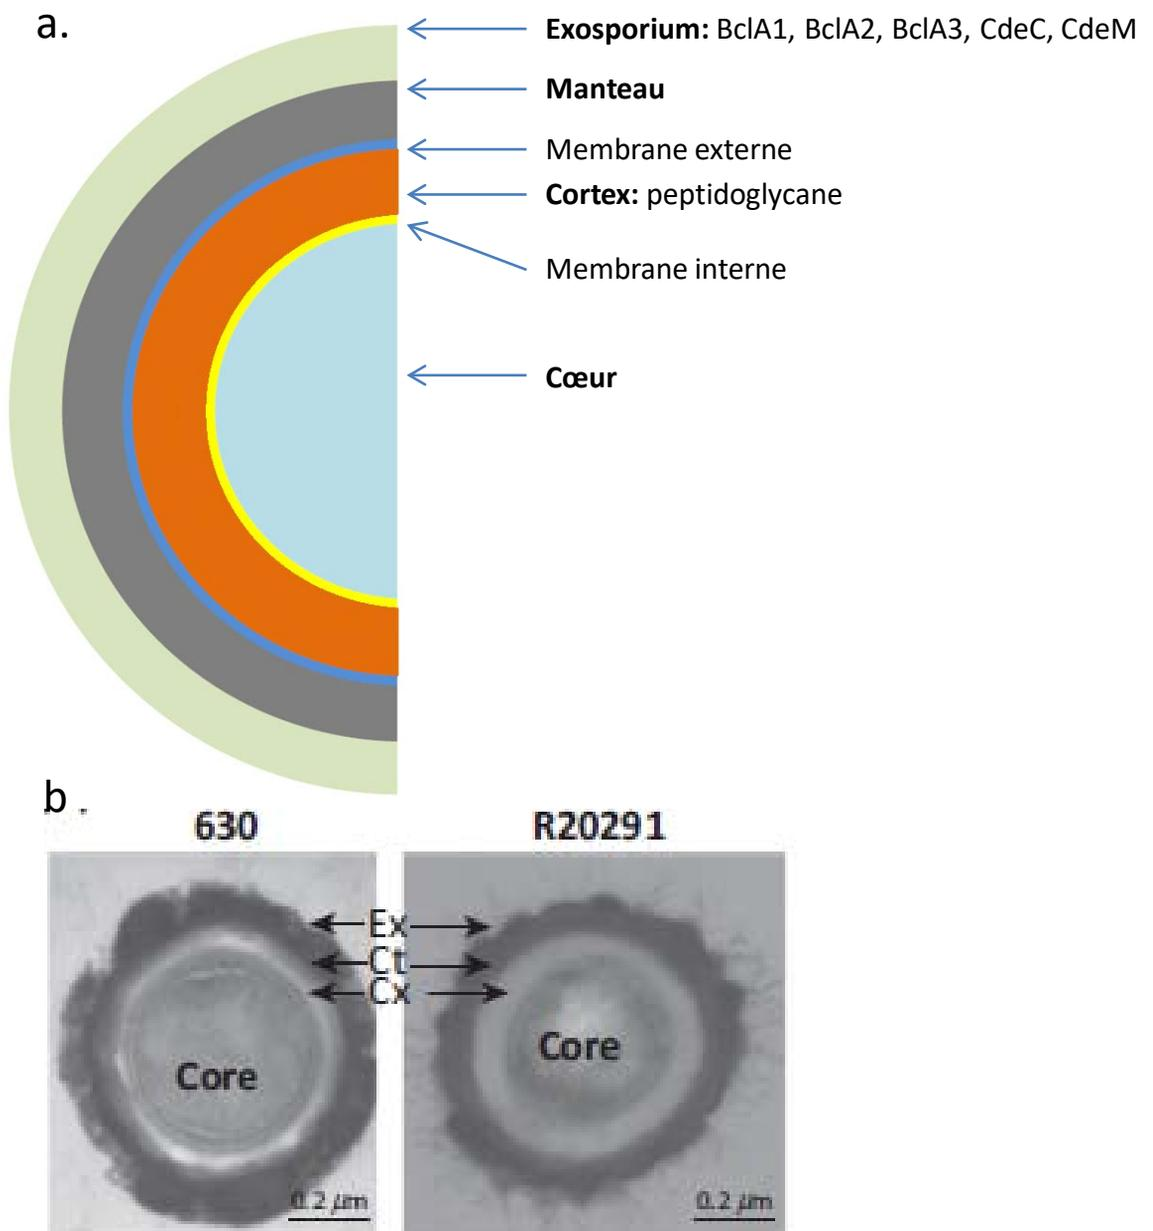 a.
Exosporium: BclA1, BclA2, BclA3, CdeC, CdeM
Manteau
Membrane externe
Cortex: peptidoglycane
Membrane interne
Cœur
b .
630 R20291
Ex
Ct
Cx
Core Core
0.2 µm 0.2 µm